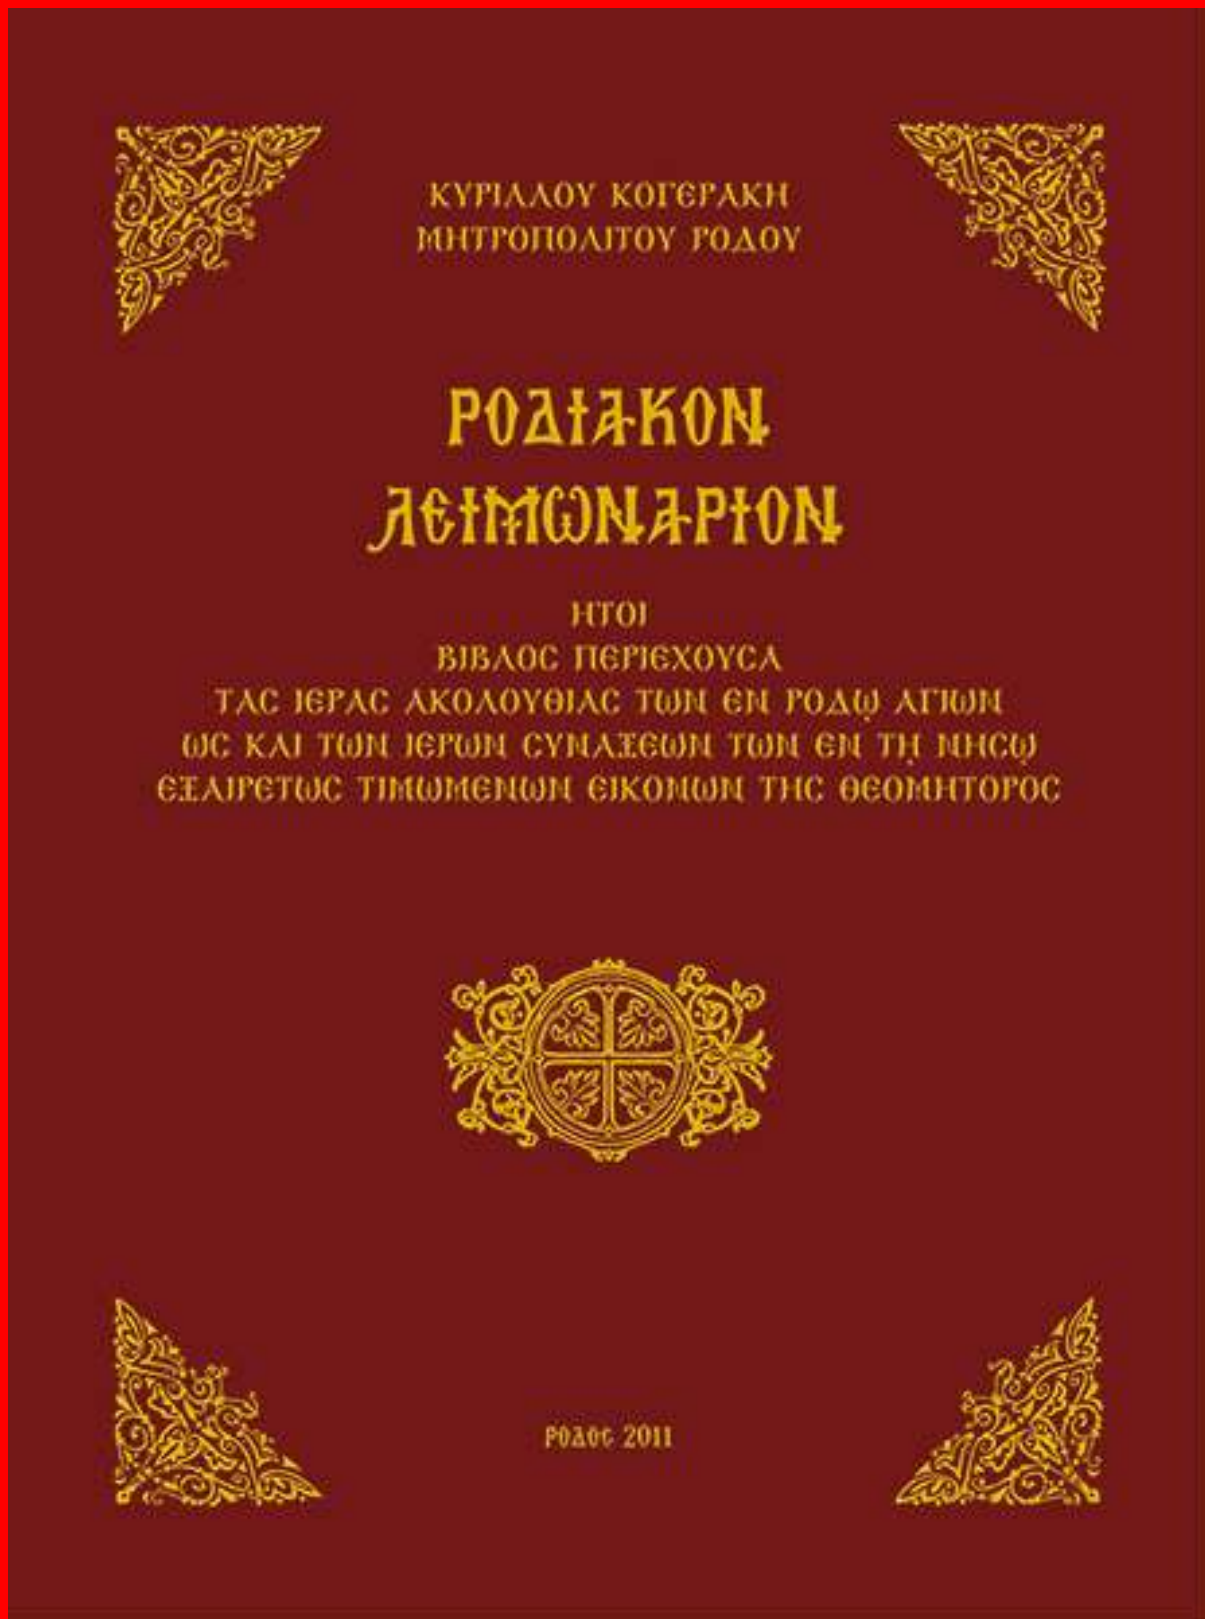 ΚΥΡΙΛΛΟΥ ΚΟΓΕΡΑΚΗ
ΜΗΤΡΟΠΟΛΙΤΟΥ ΡΟΔΟΥ
ΡΟΔΙΑΚΟΝ
ΛΕΙΜΩΝΑΡΙΟΝ
ΗΤΟΙ
ΒΙΒΛΟϹ ΠΕΡΙΕΧΟΥϹΑ
ΤΑϹ ΙΕΡΑϹ ΑΚΟΛΟΥΘΙΑϹ ΤΩΝ ΕΝ ΡΟΔῼ ΑΓΙΩΝ
ΩϹ ΚΑΙ ΤΩΝ ΙΕΡΩΝ ϹΥΝΑΞΕΩΝ ΤΩΝ ΕΝ Τῌ ΝΗϹῼ
ΕΞΑΙΡΕΤΩϹ ΤΙΜΩΜΕΝΩΝ ΕΙΚΟΝΩΝ ΤΗϹ ΘΕΟΜΗΤΟΡΟϹ
ΡΟΔΟϹ 2011